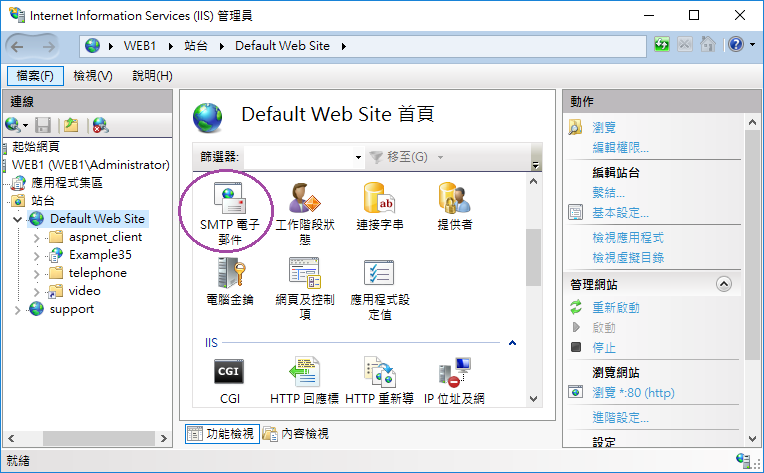 Internet Information Services (IIS) 管理員
WEB1 站台 Default Web Site
檔案(F) 檢視(V) 說明(H)
連線
起始網頁
WEB1 (WEB1\Administrator)
應用程式集區
站台
Default Web Site
aspnet_client
Example35
telephone
video
support
Default Web Site 首頁
篩選器: 移至(G)
SMTP 電子郵件
工作階段狀態
連接字串
提供者
電腦金鑰
網頁及控制項
應用程式設定值
IIS
CGI
CGI
HTTP 回應標
HTTP 重新導
IP 位址及網
功能檢視
內容檢視
動作
瀏覽
編輯權限...
編輯站台
繫結...
基本設定...
檢視應用程式
檢視虛擬目錄
管理網站
重新啟動
啟動
停止
瀏覽網站
瀏覽 *:80 (http)
進階設定...
設定
就緒